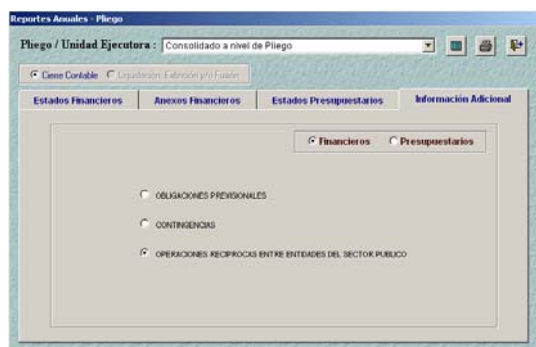 Reportes Anuales - Pliego
Pliego / Unidad Ejecutora : Consolidado a nivel de Pliego
Cierre Contable Liquidación, Extinción y/o Fusión
Estados Financieros Anexos Financieros Estados Presupuestarios Información Adicional
Financieros Presupuestarios
OBLIGACIONES PREVISIONALES
CONTINGENCIAS
OPERACIONES RECIPROCAS ENTRE ENTIDADES DEL SECTOR PUBLICO